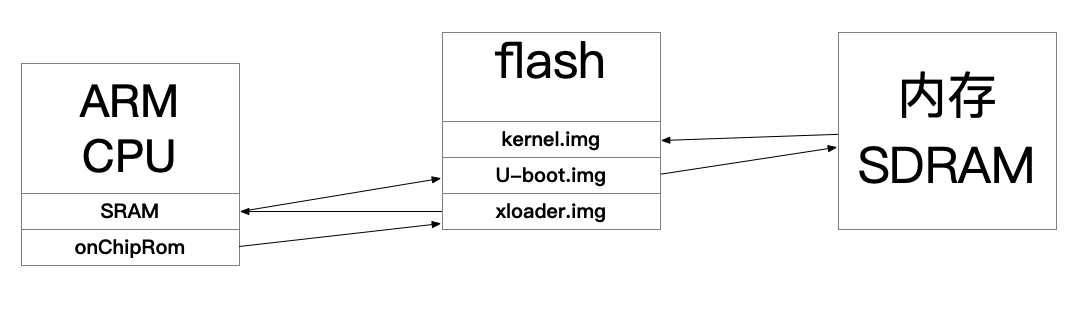 ARM
CPU
SRAM
onChipRom
flash
kernel.img
U-boot.img
xloader.img
内存
SDRAM